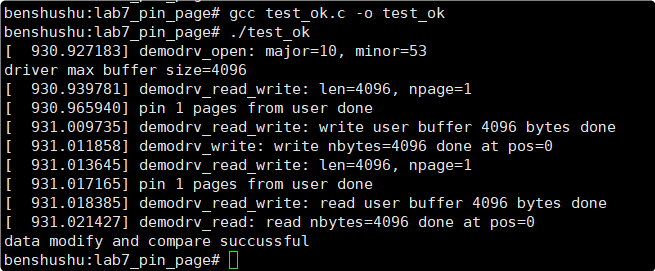 benshushu:lab7_pin_page# gcc test_ok.c -o test_ok
benshushu:lab7_pin_page# ./test_ok
[  930.927183] demodrv_open: major=10, minor=53
driver max buffer size=4096
[  930.939781] demodrv_read_write: len=4096, npage=1
[  930.965940] pin 1 pages from user done
[  931.009735] demodrv_read_write: write user buffer 4096 bytes done
[  931.011858] demodrv_write: write nbytes=4096 done at pos=0
[  931.013645] demodrv_read_write: len=4096, npage=1
[  931.017165] pin 1 pages from user done
[  931.018385] demodrv_read_write: read user buffer 4096 bytes done
[  931.021427] demodrv_read: read nbytes=4096 done at pos=0
data modify and compare succussful
benshushu:lab7_pin_page#